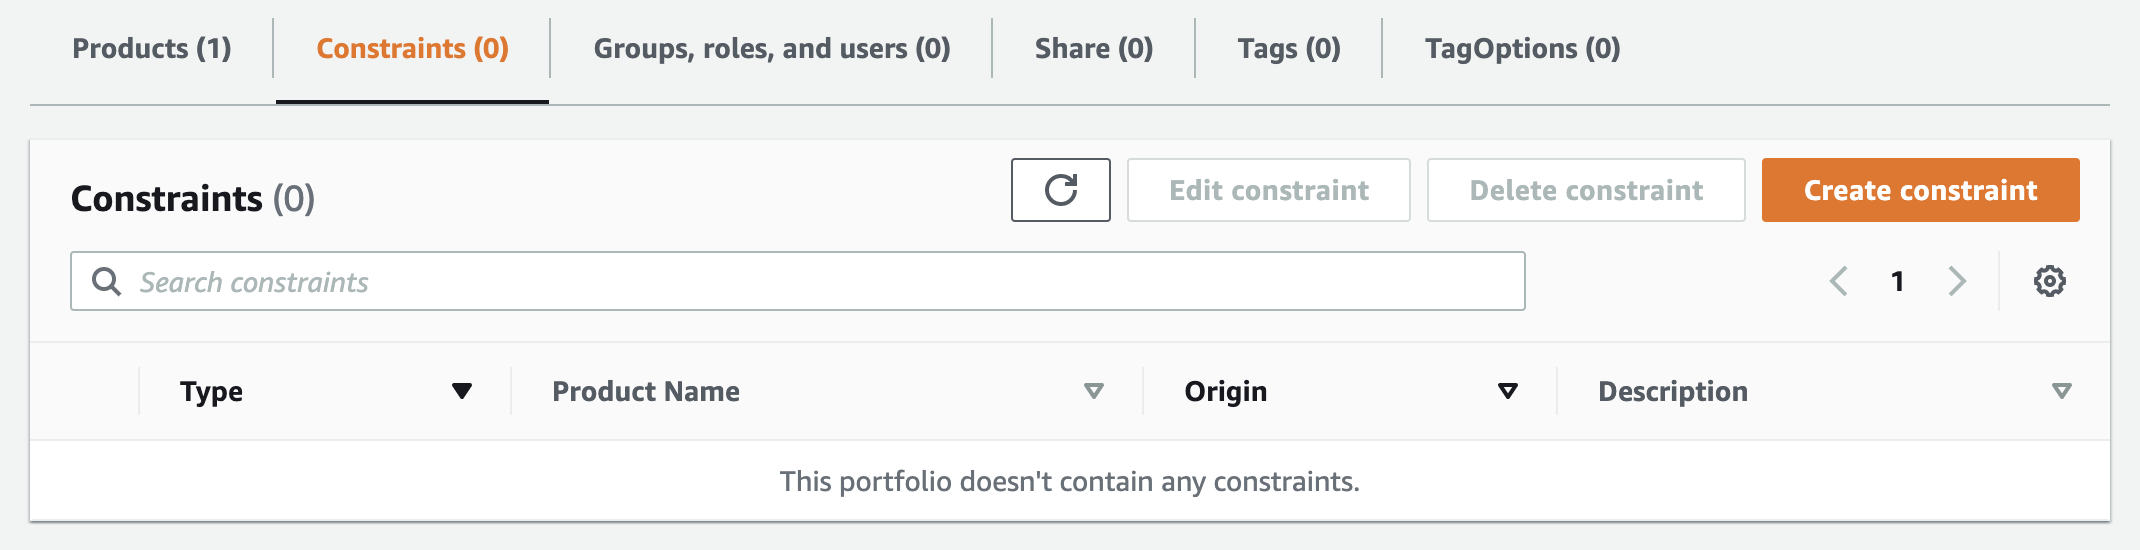 Products (1) Constraints (0) Groups, roles, and users (0) Share (0) Tags (0) TagOptions (0)
Constraints (0) Edit constraint Delete constraint Create constraint
Search constraints 1
Type Product Name Origin Description
This portfolio doesn't contain any constraints.